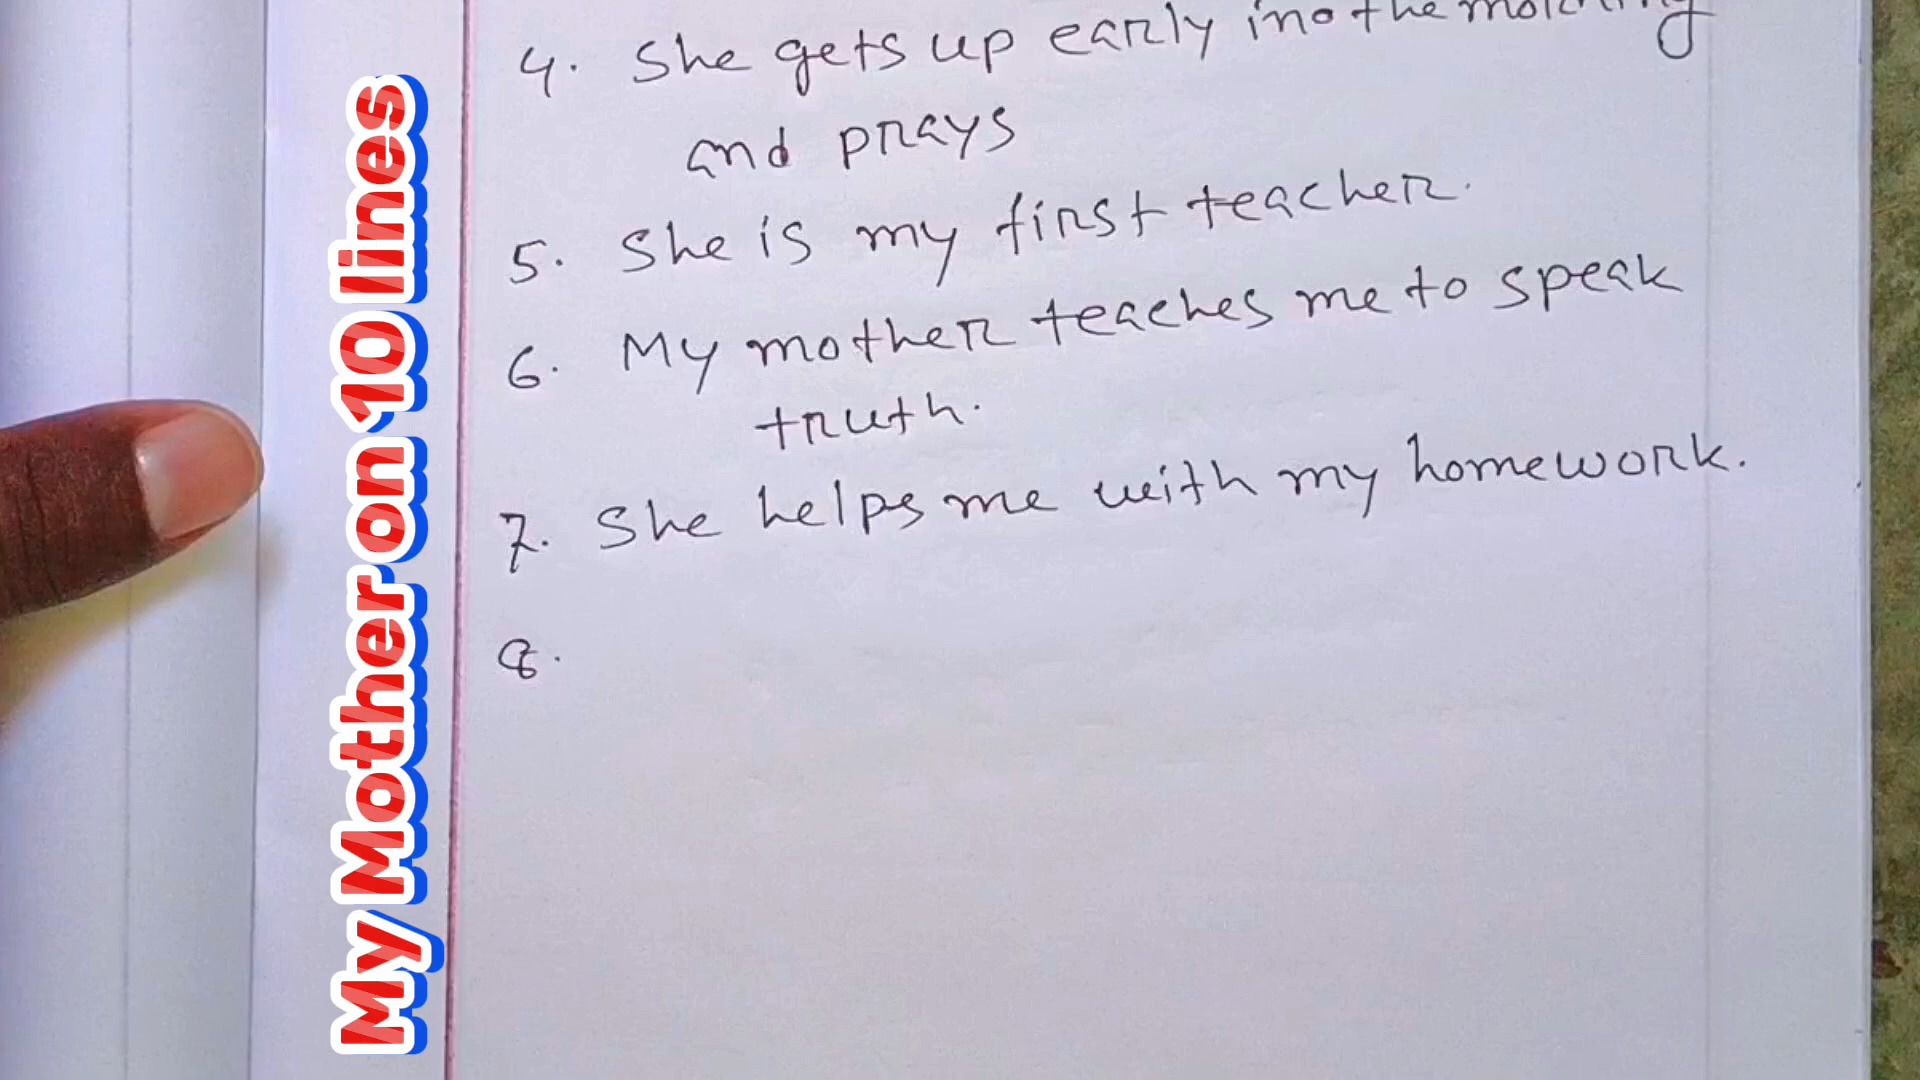 4. She gets up early in the morning
and prays
5. She is my first teacher.
6. My mother teaches me to speak
truth.
7. She helps me with my homework.
8.
My Mother on 10 lines